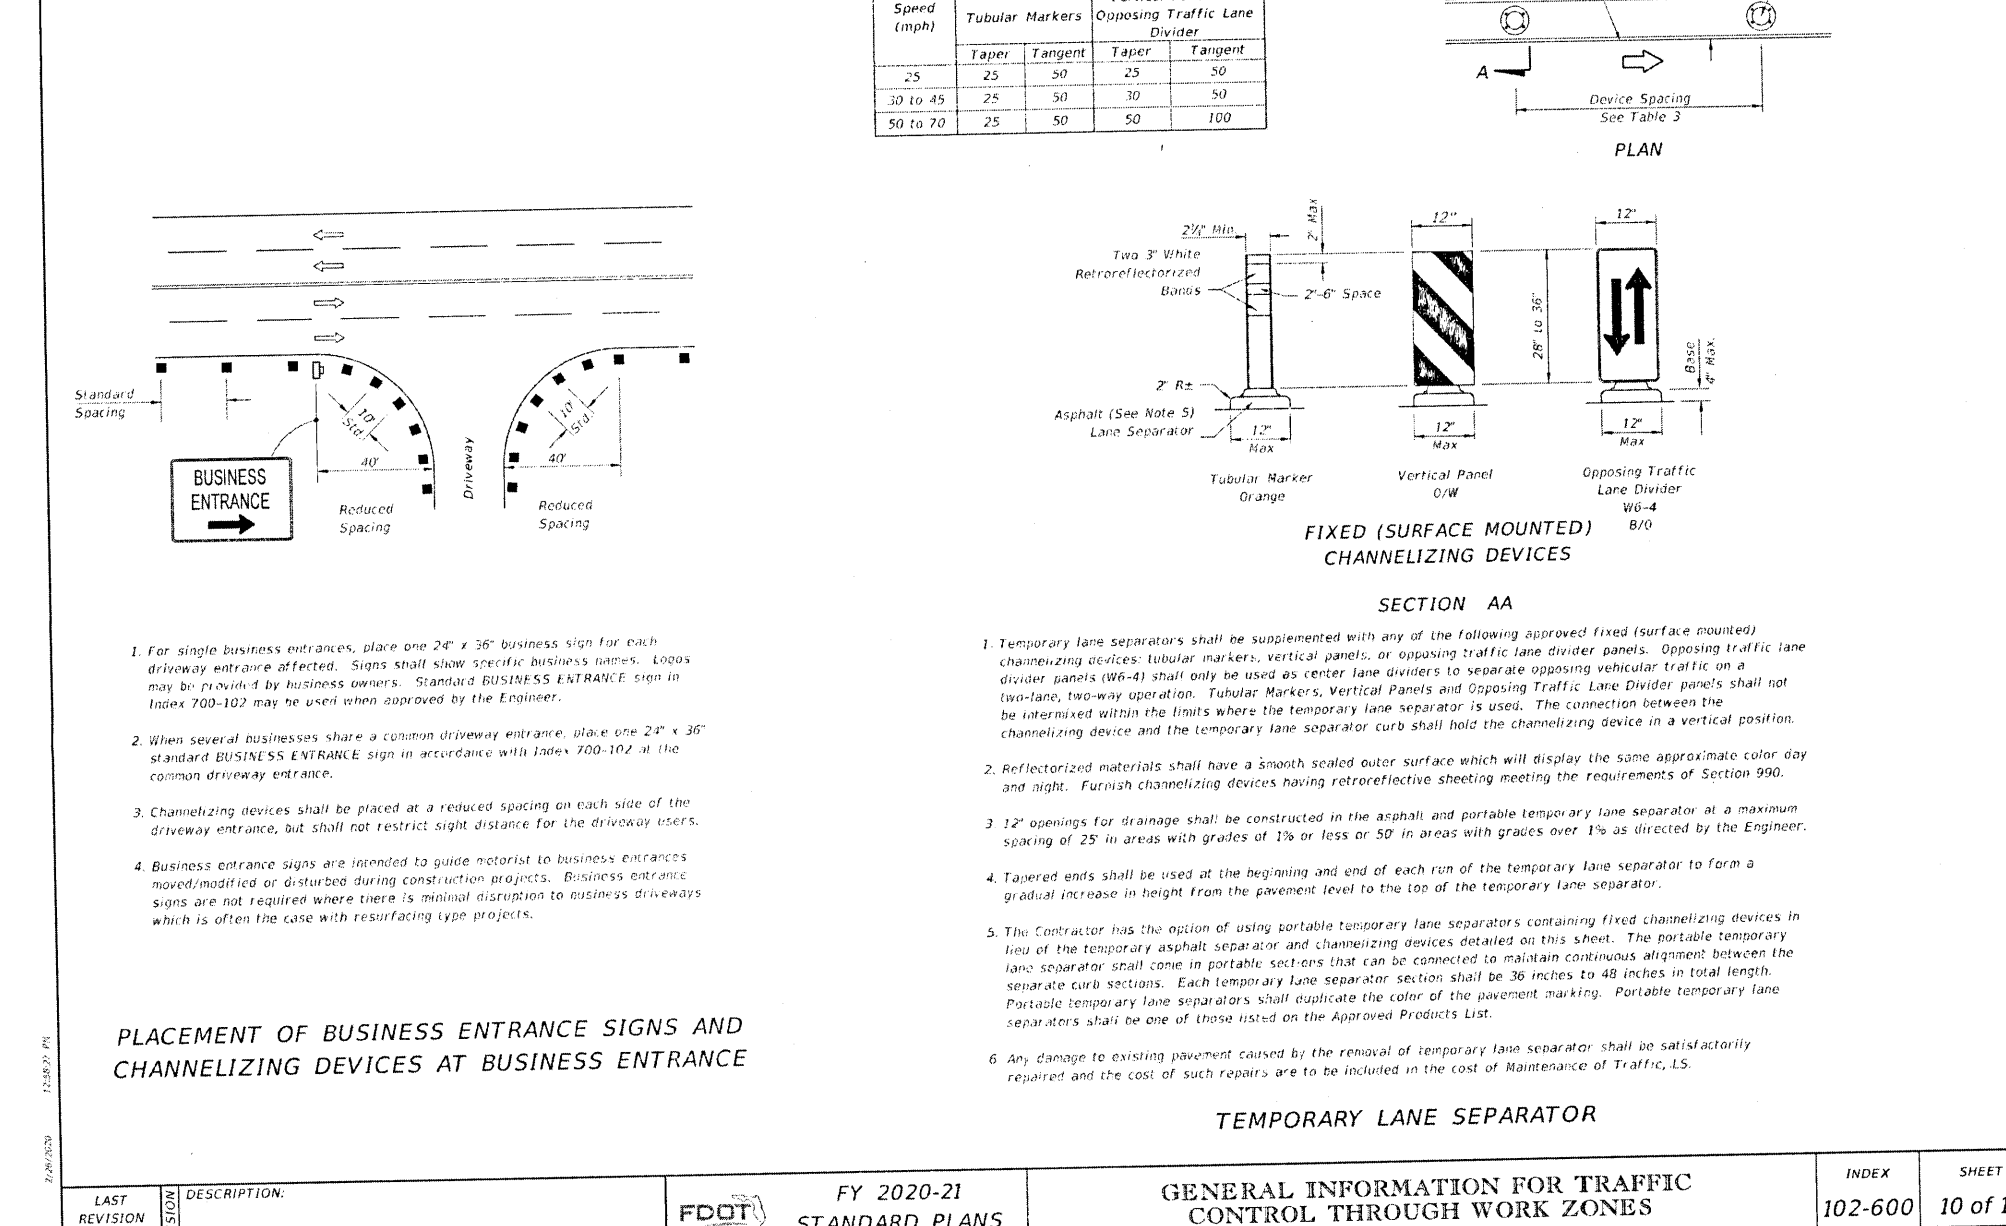 Speed
(mph)
Tubular Markers
Opposing Traffic Lane
Divider
Taper Tangent Taper Tangent
25 25 50 25 50
30 to 45 25 50 30 50
50 to 70 25 50 50 100
A
Device Spacing
See Table 3
PLAN
Standard
Spacing
10'
Std.
40'
Reduced
Spacing
Driveway
10'
Std.
40'
Reduced
Spacing
BUSINESS
ENTRANCE
2¼" Min.
2" Max
Two 3" White
Retroreflectorized
Bands
2"-6" Space
2" R±
Asphalt (See Note 5)
Lane Separator
12"
Max
Tubular Marker
Orange
12"
12"
Max
Vertical Panel
O/W
28" to 36"
12"
Base
4" Max.
12"
Max
Opposing Traffic
Lane Divider
W6-4
B/O
FIXED (SURFACE MOUNTED)
CHANNELIZING DEVICES
SECTION AA
1. For single business entrances, place one 24" x 36" business sign for each
driveway entrance affected. Signs shall show specific business names. Logos
may be provided by business owners. Standard BUSINESS ENTRANCE sign in
Index 700-102 may be used when approved by the Engineer.
2. When several businesses share a common driveway entrance, place one 24" x 36"
standard BUSINESS ENTRANCE sign in accordance with Index 700-102 at the
common driveway entrance.
3. Channelizing devices shall be placed at a reduced spacing on each side of the
driveway entrance, but shall not restrict sight distance for the driveway users.
4. Business entrance signs are intended to guide motorist to business entrances
moved/modified or disturbed during construction projects. Business entrance
signs are not required where there is minimal disruption to business driveways
which is often the case with resurfacing type projects.
PLACEMENT OF BUSINESS ENTRANCE SIGNS AND
CHANNELIZING DEVICES AT BUSINESS ENTRANCE
1. Temporary lane separators shall be supplemented with any of the following approved fixed (surface mounted)
channelizing devices: tubular markers, vertical panels, or opposing traffic lane divider panels. Opposing traffic lane
divider panels (W6-4) shall only be used as center lane dividers to separate opposing vehicular traffic on a
two-lane, two-way operation. Tubular Markers, Vertical Panels and Opposing Traffic Lane Divider panels shall not
be intermixed within the limits where the temporary lane separator is used. The connection between the
channelizing device and the temporary lane separator curb shall hold the channelizing device in a vertical position.
2. Reflectorized materials shall have a smooth sealed outer surface which will display the same approximate color day
and night. Furnish channelizing devices having retroreflective sheeting meeting the requirements of Section 990.
3 12" openings for drainage shall be constructed in the asphalt and portable temporary lane separator at a maximum
spacing of 25' in areas with grades of 1% or less or 50' in areas with grades over 1% as directed by the Engineer.
4. Tapered ends shall be used at the beginning and end of each run of the temporary lane separator to form a
gradual increase in height from the pavement level to the top of the temporary lane separator.
5. The Contractor has the option of using portable temporary lane separators containing fixed channelizing devices in
lieu of the temporary asphalt separator and channelizing devices detailed on this sheet. The portable temporary
lane separator shall come in portable sections that can be connected to maintain continuous alignment between the
separate curb sections. Each temporary lane separator section shall be 36 inches to 48 inches in total length.
Portable temporary lane separators shall duplicate the color of the pavement marking. Portable temporary lane
separators shall be one of those listed on the Approved Products List.
6 Any damage to existing pavement caused by the removal of temporary lane separator shall be satisfactorily
repaired and the cost of such repairs are to be included in the cost of Maintenance of Traffic, LS.
TEMPORARY LANE SEPARATOR
2/26/2020 12:58:27 PM
LAST
REVISION
DESCRIPTION:
FDOT
FY 2020-21
STANDARD PLANS
GENERAL INFORMATION FOR TRAFFIC
CONTROL THROUGH WORK ZONES
INDEX
102-600
SHEET
10 of